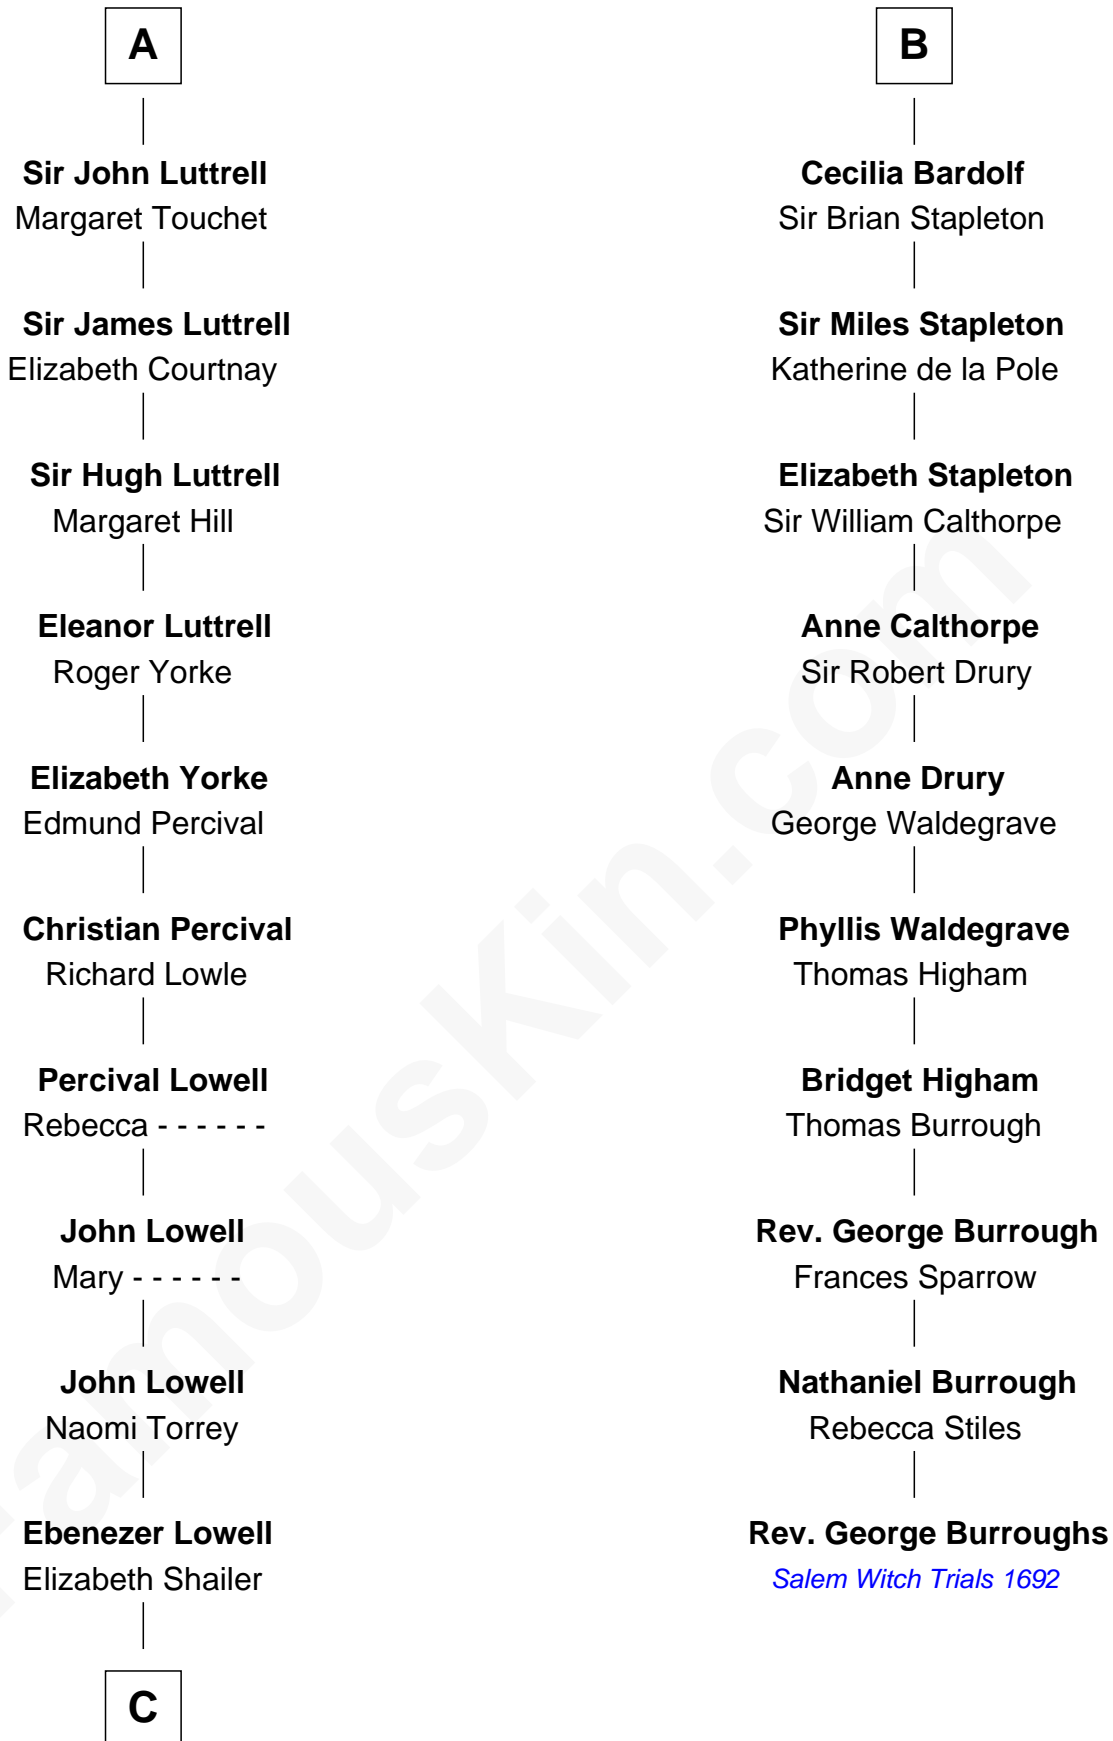 A
Sir John Luttrell
Margaret Touchet
Sir James Luttrell
Elizabeth Courtnay
Sir Hugh Luttrell
Margaret Hill
Eleanor Luttrell
Roger Yorke
Elizabeth Yorke
Edmund Percival
Christian Percival
Richard Lowle
Percival Lowell
Rebecca - - - - - -
John Lowell
Mary - - - - - -
John Lowell
Naomi Torrey
Ebenezer Lowell
Elizabeth Shailer
C
B
Cecilia Bardolf
Sir Brian Stapleton
Sir Miles Stapleton
Katherine de la Pole
Elizabeth Stapleton
Sir William Calthorpe
Anne Calthorpe
Sir Robert Drury
Anne Drury
George Waldegrave
Phyllis Waldegrave
Thomas Higham
Bridget Higham
Thomas Burrough
Rev. George Burrough
Frances Sparrow
Nathaniel Burrough
Rebecca Stiles
Rev. George Burroughs
Salem Witch Trials 1692
FamousKin.com